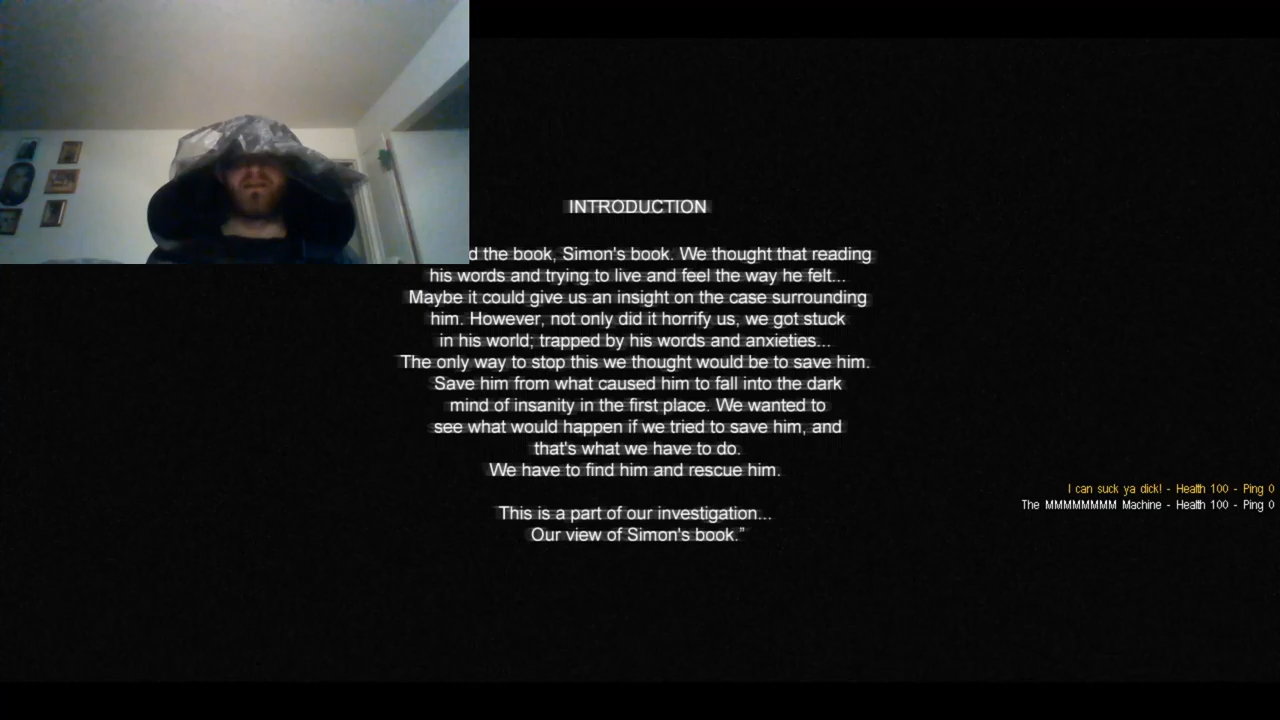 INTRODUCTION
d the book, Simon's book. We thought that reading
his words and trying to live and feel the way he felt...
Maybe it could give us an insight on the case surrounding
him. However, not only did it horrify us, we got stuck
in his world; trapped by his words and anxieties...
The only way to stop this we thought would be to save him.
Save him from what caused him to fall into the dark
mind of insanity in the first place. We wanted to
see what would happen if we tried to save him, and
that's what we have to do.
We have to find him and rescue him.
I can suck ya dick! - Health 100 - Ping 0
The MMMMMMMM Machine - Health 100 - Ping 0
This is a part of our investigation...
Our view of Simon's book.”